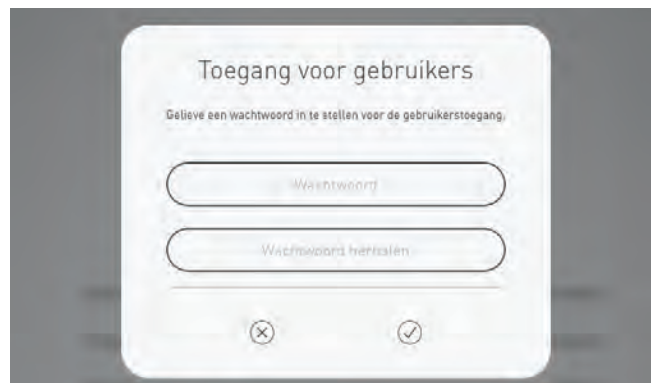 Toegang voor gebruikers
Gelieve een wachtwoord in te stellen voor de gebruikerstoegang.
Wachtwoord
Wachtwoord herhalen